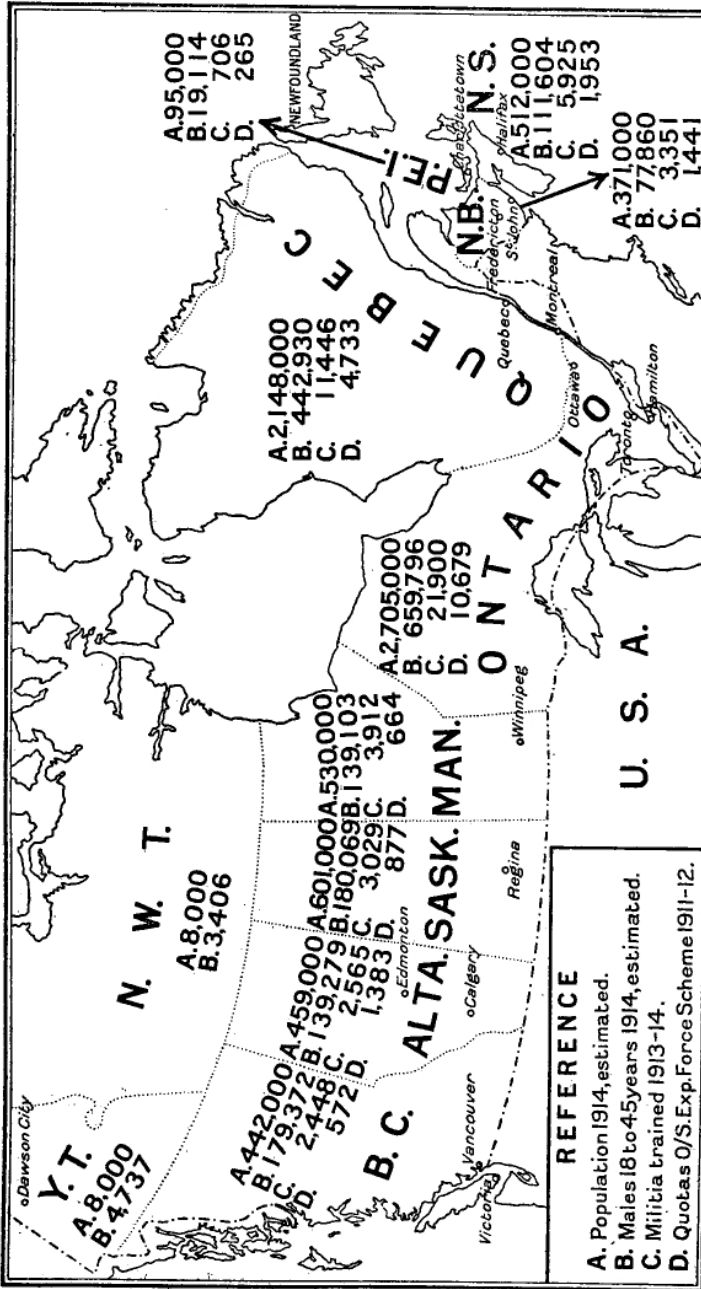 Dawson City
Y. T.
A.8,000
B.4,737
N. W. T.
A.8,000
B.3,406
A.442,000
B.179,372
C. 2,448
D. 572
B. C.
Vancouver
Victoria
A.459,000
B.139,279
C. 2,565
D. 1,383
Edmonton
ALTA.
Calgary
A.601,000
B.180,069
C. 3,029
D. 877
SASK.
Regina
A.530,000
B.139,103
C. 3,912
D. 664
MAN.
Winnipeg
A.2,705,000
B. 659,796
C. 21,900
D. 10,679
ONTARIO
Ottawa
Toronto
Hamilton
A.2,148,000
B. 442,930
C. 11,446
D. 4,733
QUEBEC
Quebec
Montreal
A.95,000
B.19,114
C. 706
D. 265
NEWFOUNDLAND
P.E.I.
Charlottetown
N.B.
Fredericton
St. John
N. S.
Halifax
A.512,000
B.111,604
C. 5,925
D. 1,953
A.371,000
B. 77,860
C. 3,351
D. 1,441
U. S. A.
REFERENCE
A. Population 1914, estimated.
B. Males 18 to 45 years 1914, estimated.
C. Militia trained 1913-14.
D. Quotas O/S. Exp. Force Scheme 1911-12.